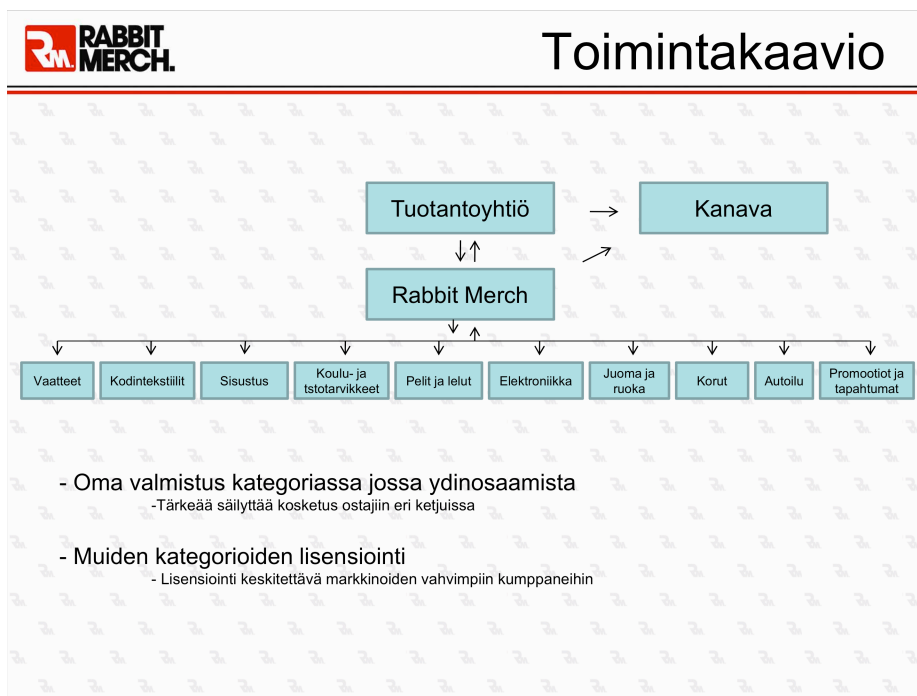 RABBIT
MERCH.
RM.
Toimintakaavio
Tuotantoyhtiö
Kanava
Rabbit Merch
Vaatteet
Kodintekstiilit
Sisustus
Koulu- ja
tstotarvikkeet
Pelit ja lelut
Elektroniikka
Juoma ja
ruoka
Korut
Autoilu
Promootiot ja
tapahtumat
- Oma valmistus kategoriassa jossa ydinosaamista
-Tärkeää säilyttää kosketus ostajiin eri ketjuissa
- Muiden kategorioiden lisensiointi
- Lisensiointi keskitettävä markkinoiden vahvimpiin kumppaneihin